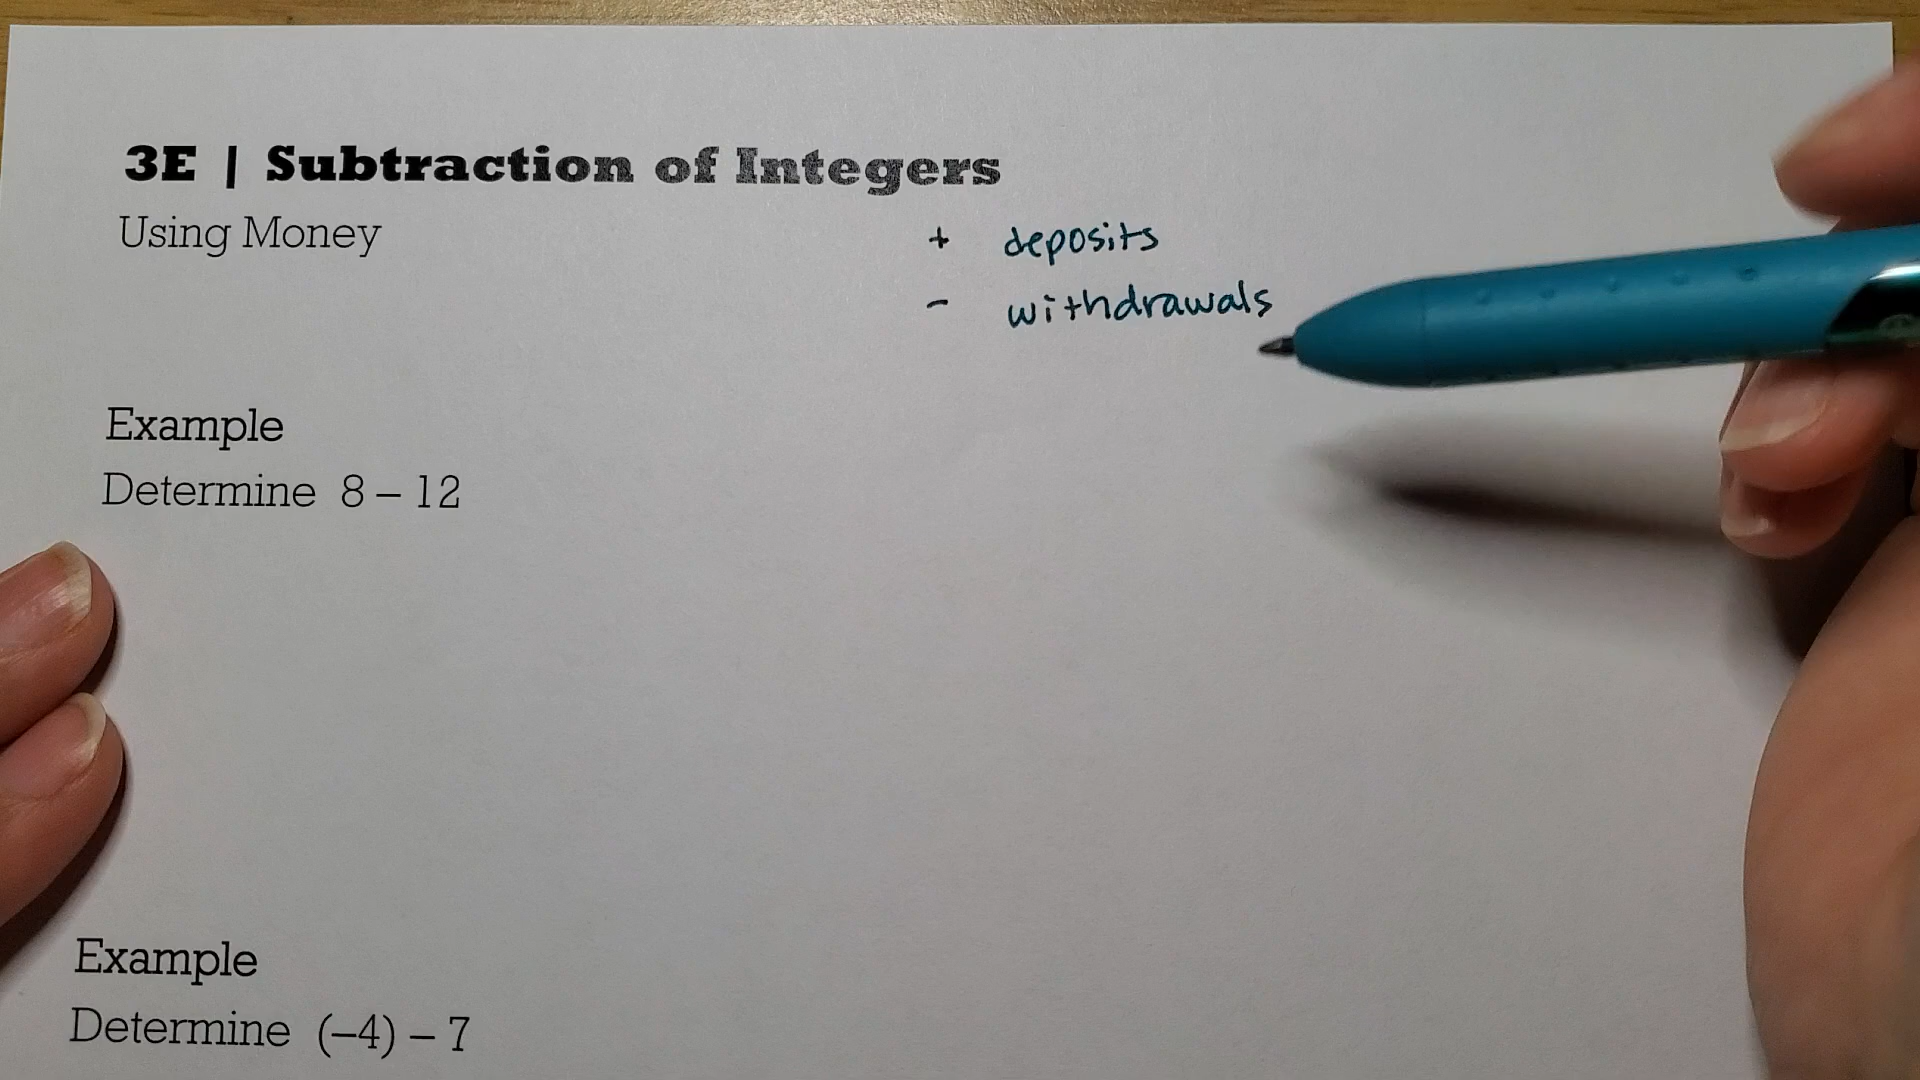 3E | Subtraction of Integers
Using Money
+ deposits
- withdrawals
Example
Determine 8 – 12
Example
Determine (–4) – 7